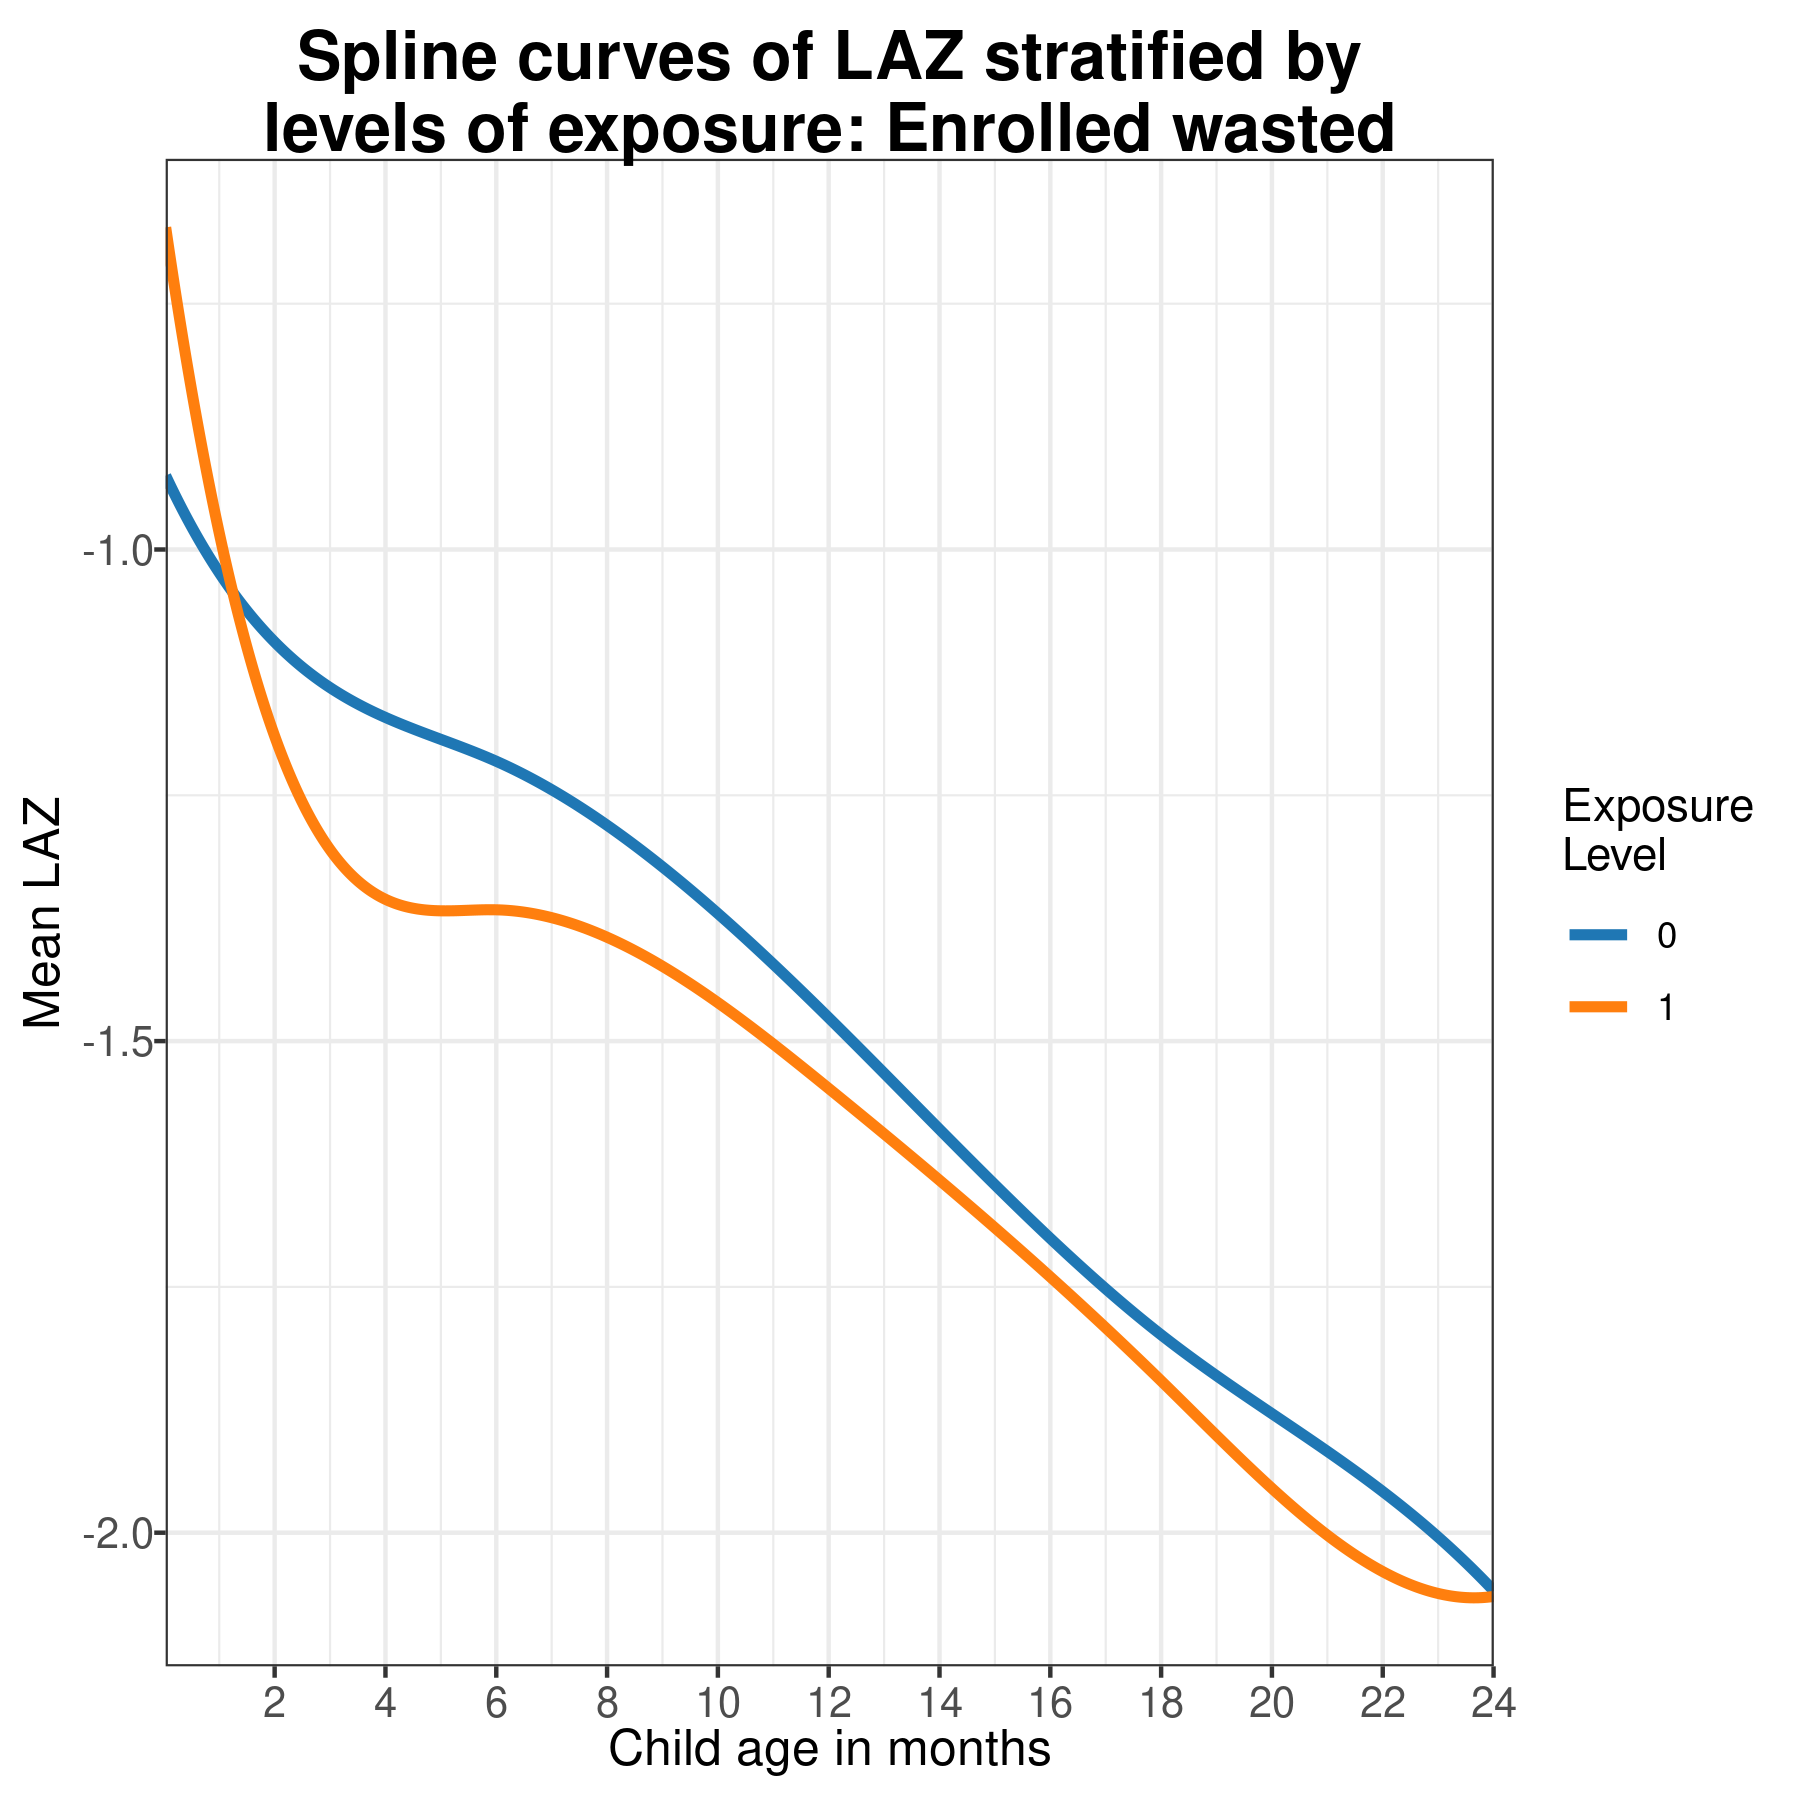 Spline curves of LAZ stratified by
levels of exposure: Enrolled wasted
Mean LAZ
-1.0
-1.5
-2.0
2 4 6 8 10 12 14 16 18 20 22 24
Child age in months
Exposure
Level
0
1